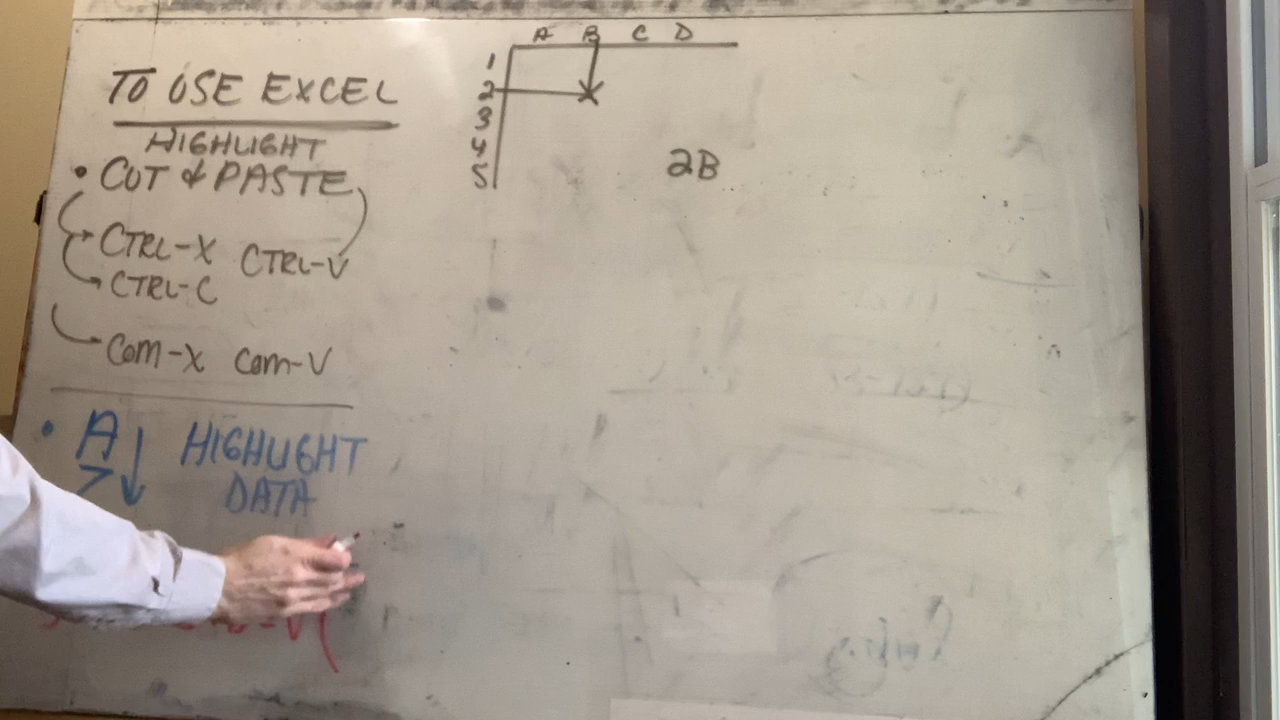 TO USE EXCEL
HIGHLIGHT
• CUT & PASTE
CTRL-X CTRL-V
CTRL-C
COM-X COM-V
• A↓ HIGHLIGHT
DATA
A B C D
1
2
3
4
5
2B